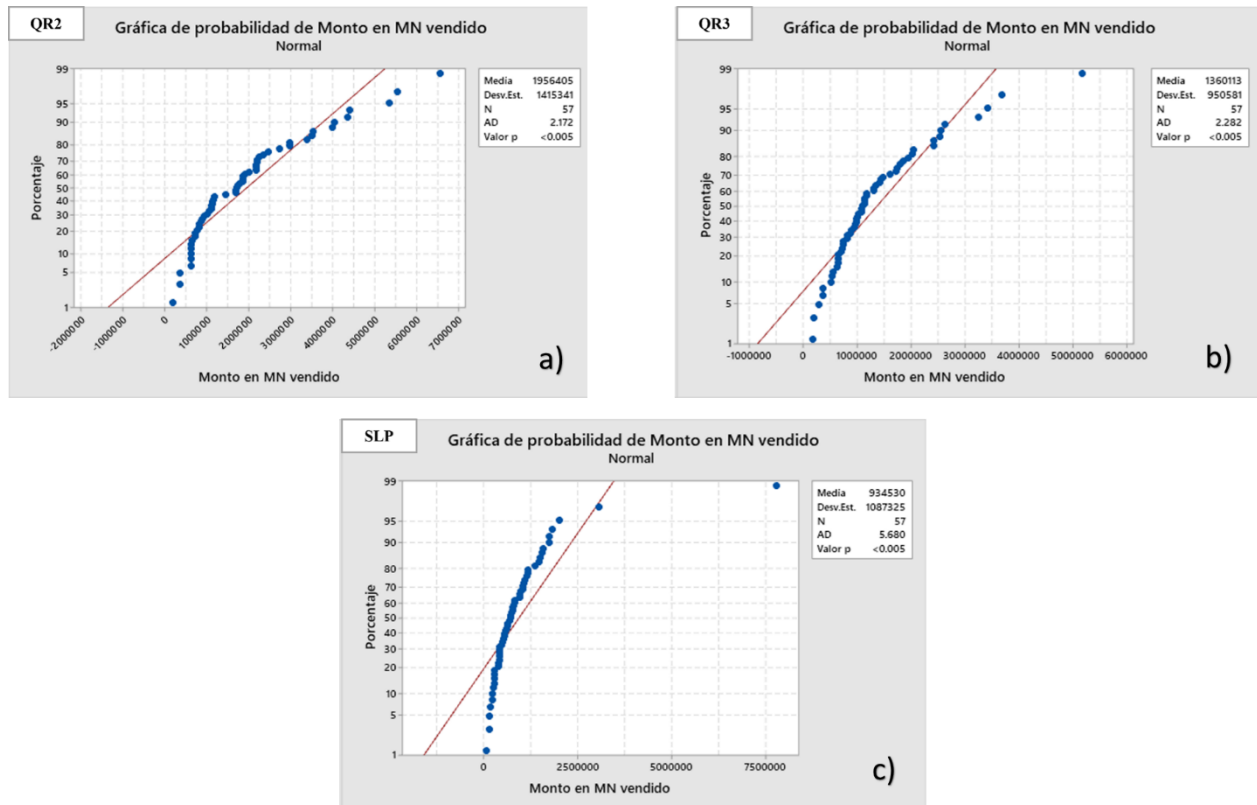 QR2
Gráfica de probabilidad de Monto en MN vendido
Normal
Porcentaje
99
95
90
80
70
60
50
40
30
20
10
5
1
-2000000
-1000000
0
1000000
2000000
3000000
4000000
5000000
6000000
7000000
Monto en MN vendido
Media 1956405
Desv.Est. 1415341
N 57
AD 2.172
Valor p <0.005
a)
QR3
Gráfica de probabilidad de Monto en MN vendido
Normal
Porcentaje
99
95
90
80
70
60
50
40
30
20
10
5
1
-1000000 0 1000000 2000000 3000000 4000000 5000000 6000000
Monto en MN vendido
Media 1360113
Desv.Est. 950581
N 57
AD 2.282
Valor p <0.005
b)
SLP
Gráfica de probabilidad de Monto en MN vendido
Normal
Porcentaje
99
95
90
80
70
60
50
40
30
20
10
5
1
0 2500000 5000000 7500000
Monto en MN vendido
Media 934530
Desv.Est. 1087325
N 57
AD 5.680
Valor p <0.005
c)